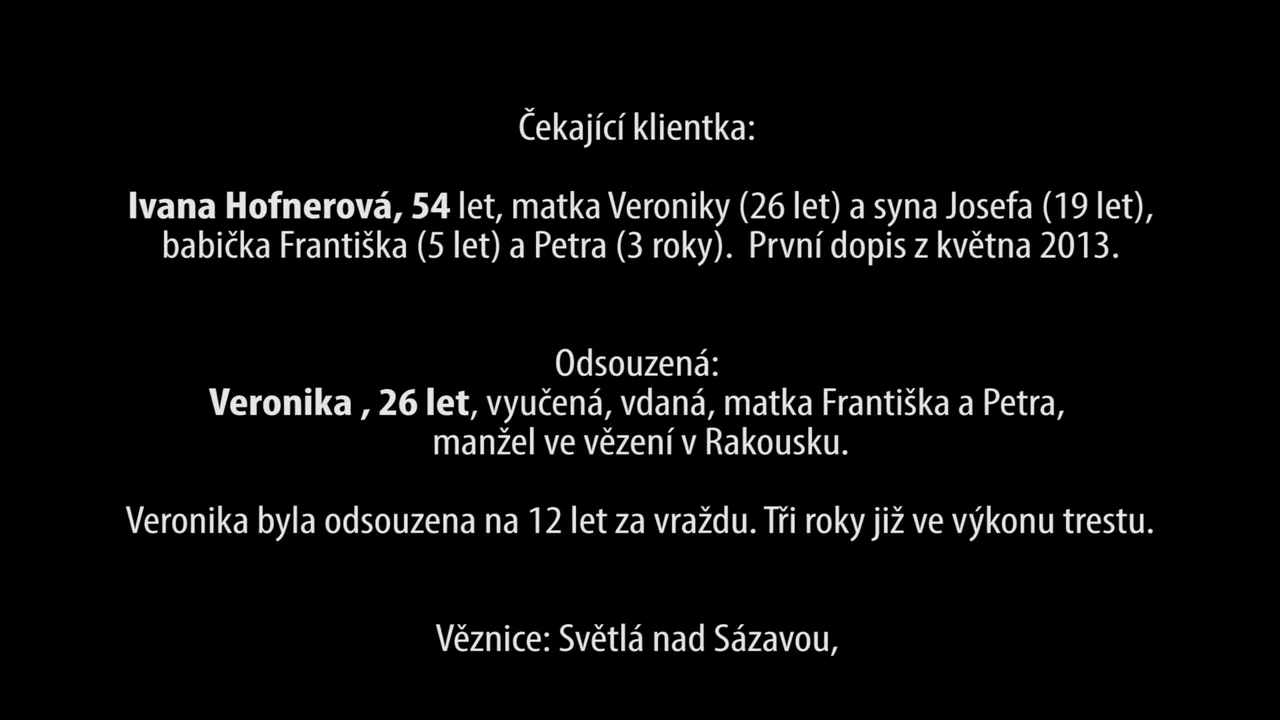 Čekající klientka:
Ivana Hofnerová, 54 let, matka Veroniky (26 let) a syna Josefa (19 let),
babička Františka (5 let) a Petra (3 roky).  První dopis z května 2013.
Odsouzená:
Veronika , 26 let, vyučená, vdaná, matka Františka a Petra,
manžel ve vězení v Rakousku.
Veronika byla odsouzena na 12 let za vraždu. Tři roky již ve výkonu trestu.
Věznice: Světlá nad Sázavou,